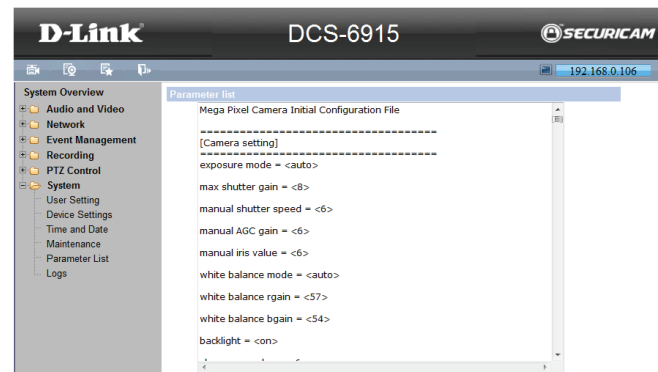 D-Link
DCS-6915
SECURICAM
192.168.0.106
System Overview
Audio and Video
Network
Event Management
Recording
PTZ Control
System
User Setting
Device Settings
Time and Date
Maintenance
Parameter List
Logs
Parameter list
Mega Pixel Camera Initial Configuration File
====================================
[Camera setting]
====================================
exposure mode = <auto>
max shutter gain = <8>
manual shutter speed = <6>
manual AGC gain = <6>
manual iris value = <6>
white balance mode = <auto>
white balance rgain = <57>
white balance bgain = <54>
backlight = <on>